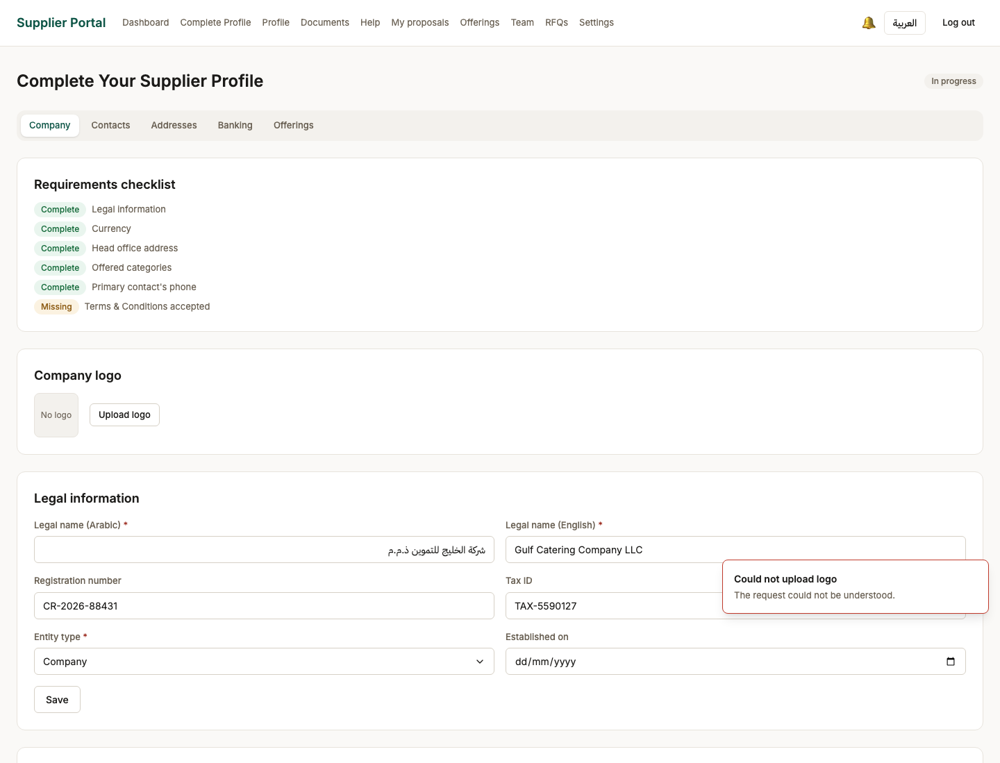 Supplier Portal Dashboard Complete Profile Profile Documents Help My proposals Offerings Team RFQs Settings العربية Log out
Complete Your Supplier Profile In progress
Company Contacts Addresses Banking Offerings
Requirements checklist
Complete Legal information
Complete Currency
Complete Head office address
Complete Offered categories
Complete Primary contact's phone
Missing Terms & Conditions accepted
Company logo
No logo Upload logo
Legal information
Legal name (Arabic) * Legal name (English) *
شركة الخليج للتموين ذ.م.م Gulf Catering Company LLC
Registration number Tax ID
CR-2026-88431 TAX-5590127
Could not upload logo
The request could not be understood.
Entity type * Established on
Company dd/mm/yyyy
Save